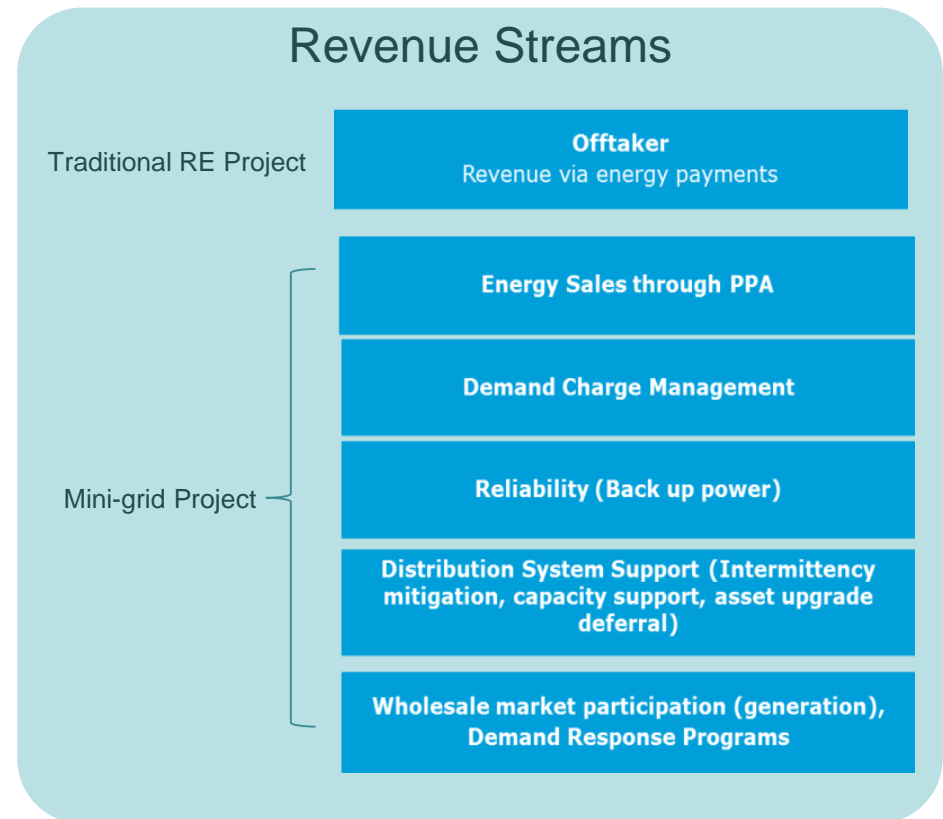 Revenue Streams
Traditional RE Project
Offtaker
Revenue via energy payments
Mini-grid Project
Energy Sales through PPA
Demand Charge Management
Reliability (Back up power)
Distribution System Support (Intermittency
mitigation, capacity support, asset upgrade
deferral)
Wholesale market participation (generation),
Demand Response Programs